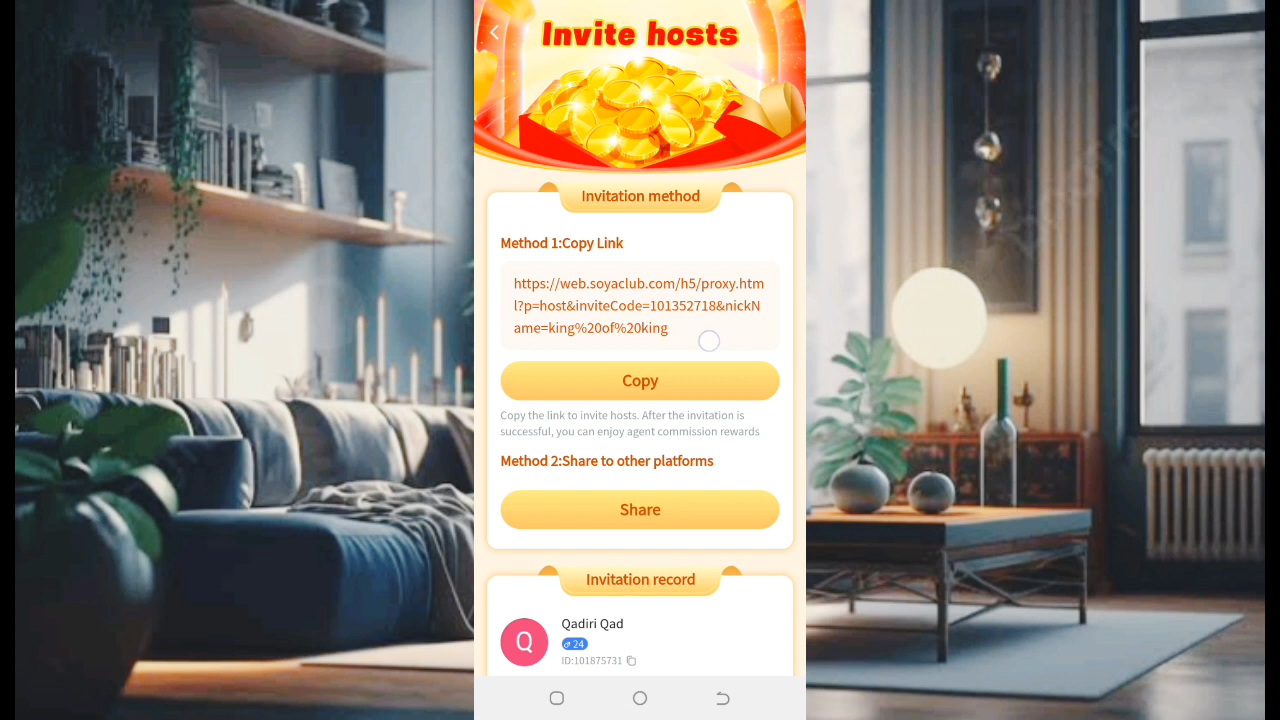 Invite hosts
Invitation method
Method 1:Copy Link
https://web.soyaclub.com/h5/proxy.htm
l?p=host&inviteCode=101352718&nickN
ame=king%20of%20king
Copy
Copy the link to invite hosts. After the invitation is
successful, you can enjoy agent commission rewards
Method 2:Share to other platforms
Share
Invitation record
Qadiri Qad
Q
♂ 24
ID:101875731